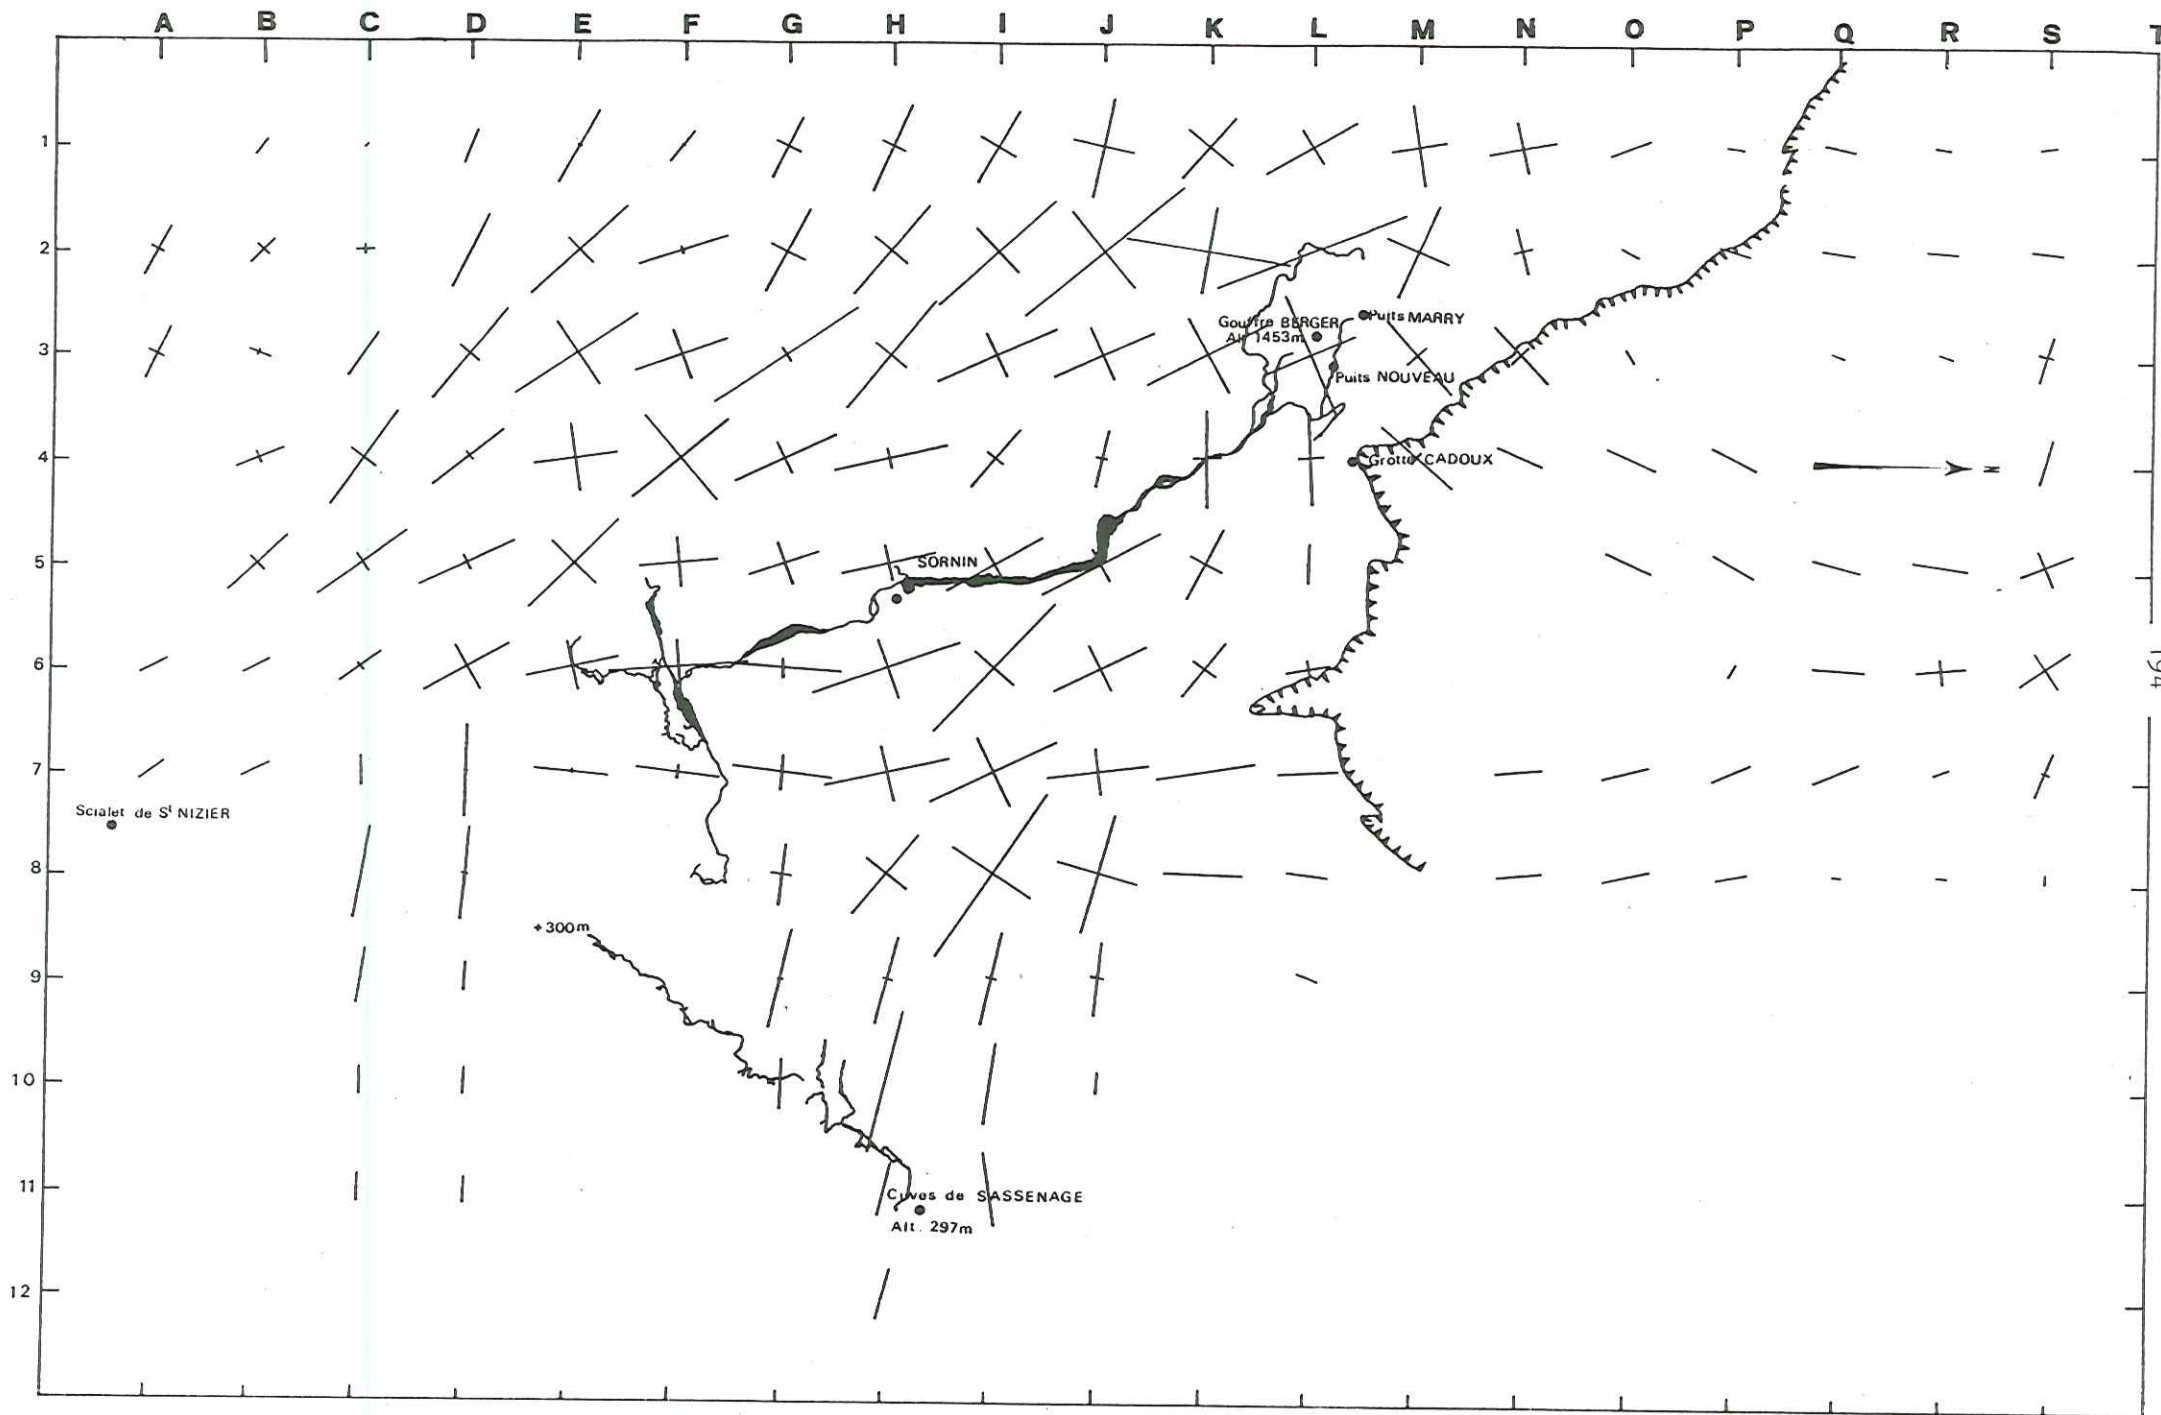 A B C D E F G H I J K L M N O P Q R S T
1
2
Gouffre BERGER
Puits MARRY
3
Alt 1453m
Puits NOUVEAU
4
Grotte CADOUX
N
5
SORNIN
6
194
7
Scialet de St NIZIER
8
+300m
9
10
11
Cuves de SASSENAGE
Alt. 297m
12